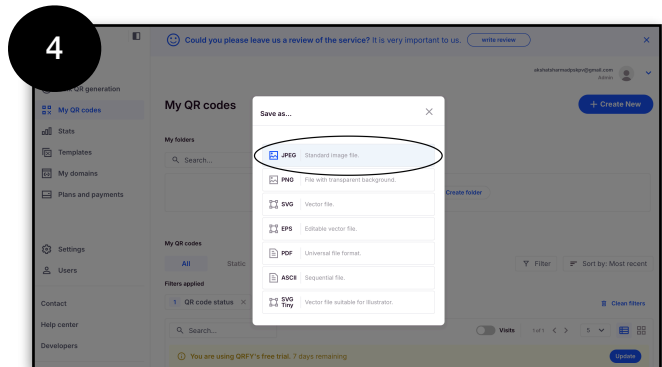 4
Could you please leave us a review of the service? It is very important to us.
write review
QR generation
Admin
My QR codes
My QR codes
+ Create New
Stats
Templates
My domains
Plans and payments
My folders
Search...
Create folder
Save as...
JPEG Standard image file.
PNG File with transparent background.
SVG Vector file.
EPS Editable vector file.
PDF Universal file format.
ASCII Sequential file.
SVG Tiny Vector file suitable for Illustrator.
Settings
Users
My QR codes
All Static
Filter
Sort by: Most recent
Filters applied
1 QR code status
Clean filters
Contact
Help center
Developers
Search...
Visits
1 of 1
5
You are using QRFY's free trial. 7 days remaining
Update